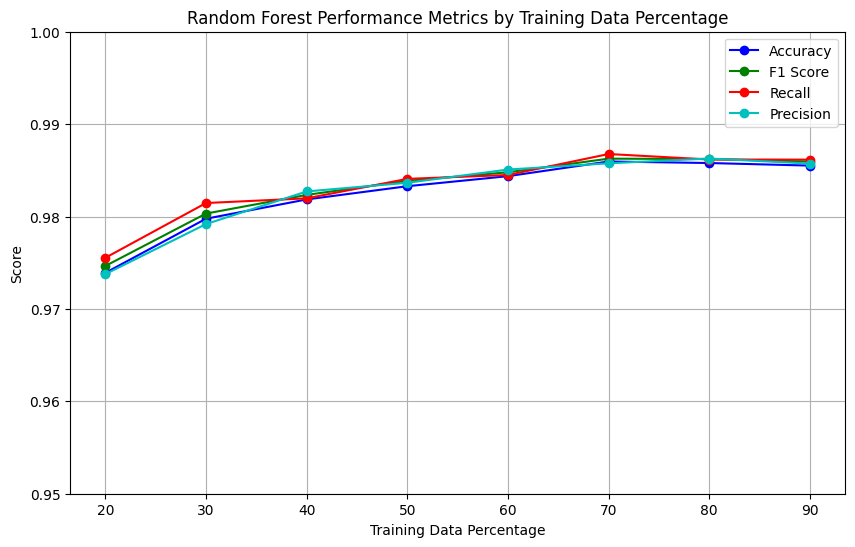 Random Forest Performance Metrics by Training Data Percentage
1.00
0.99
0.98
0.97
0.96
0.95
Score
Accuracy
F1 Score
Recall
Precision
20 30 40 50 60 70 80 90
Training Data Percentage